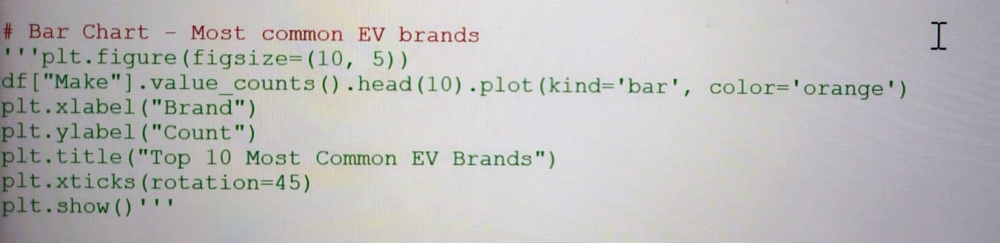 # Bar Chart - Most common EV brands
'''plt.figure(figsize=(10, 5))
df["Make"].value_counts().head(10).plot(kind='bar', color='orange')
plt.xlabel("Brand")
plt.ylabel("Count")
plt.title("Top 10 Most Common EV Brands")
plt.xticks(rotation=45)
plt.show()'''